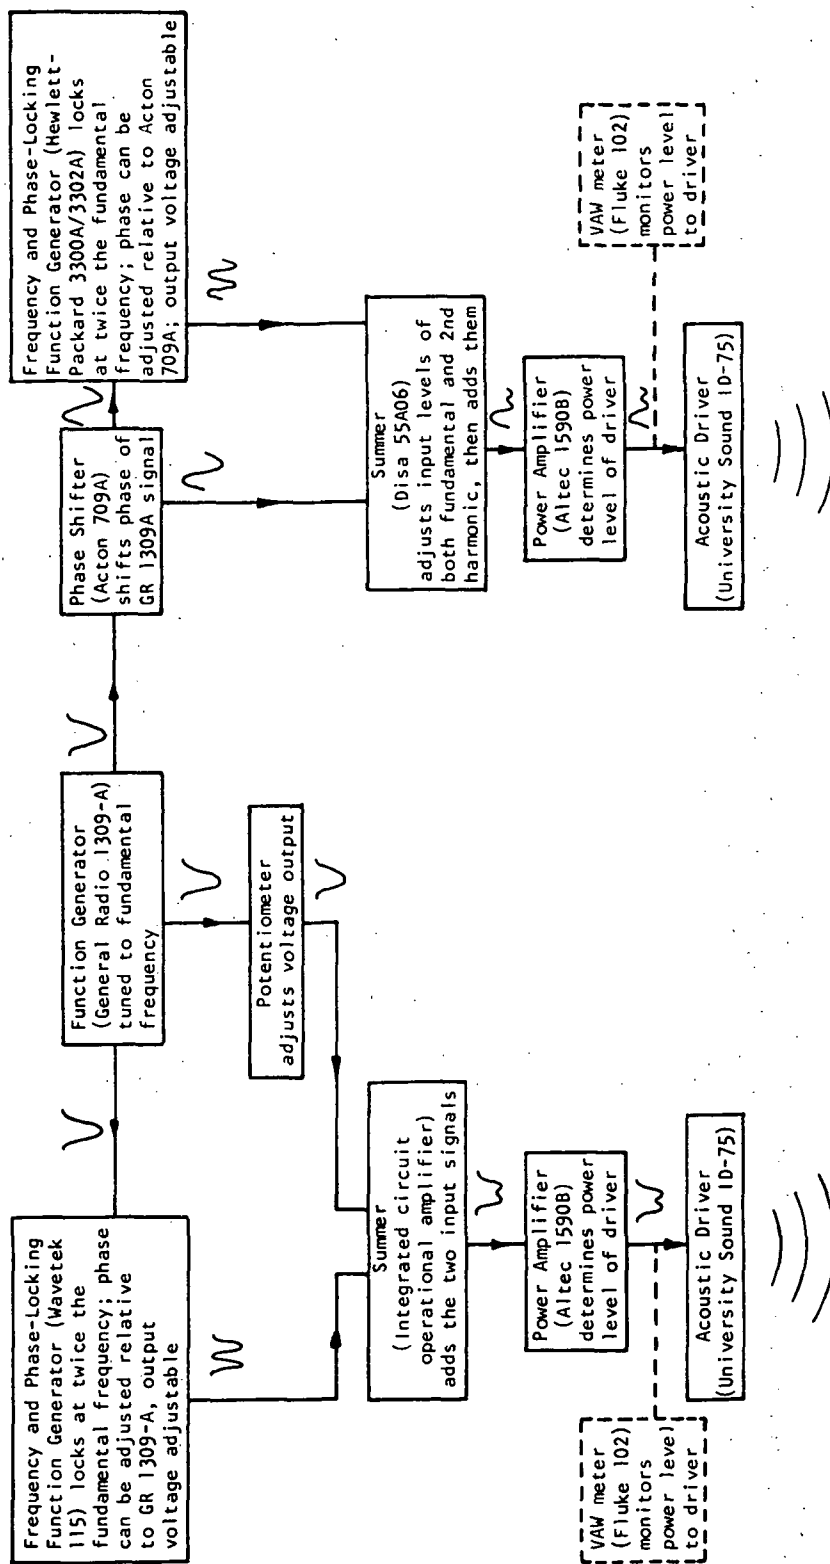 Frequency and Phase-Locking
Function Generator (Wavetek
115) locks at twice the
fundamental frequency; phase
can be adjusted relative
to GR 1309-A, output
voltage adjustable
Function Generator
(General Radio 1309-A)
tuned to fundamental
frequency
Phase Shifter
(Acton 709A)
shifts phase of
GR 1309A signal
Frequency and Phase-Locking
Function Generator (Hewlett-
Packard 3300A/3302A) locks
at twice the fundamental
frequency; phase can be
adjusted relative to Acton
709A; output voltage adjustable
Potentiometer
adjusts voltage output
Summer
(Integrated circuit
operational amplifier)
adds the two input signals
Summer
(Disa 55A06)
adjusts input levels of
both fundamental and 2nd
harmonic, then adds them
Power Amplifier
(Altec 1590B)
determines power
level of driver
Power Amplifier
(Altec 1590B)
determines power
level of driver
VAW meter
(Fluke 102)
monitors
power level
to driver
Acoustic Driver
(University Sound ID-75)
Acoustic Driver
(University Sound ID-75)
VAW meter
(Fluke 102)
monitors
power level
to driver